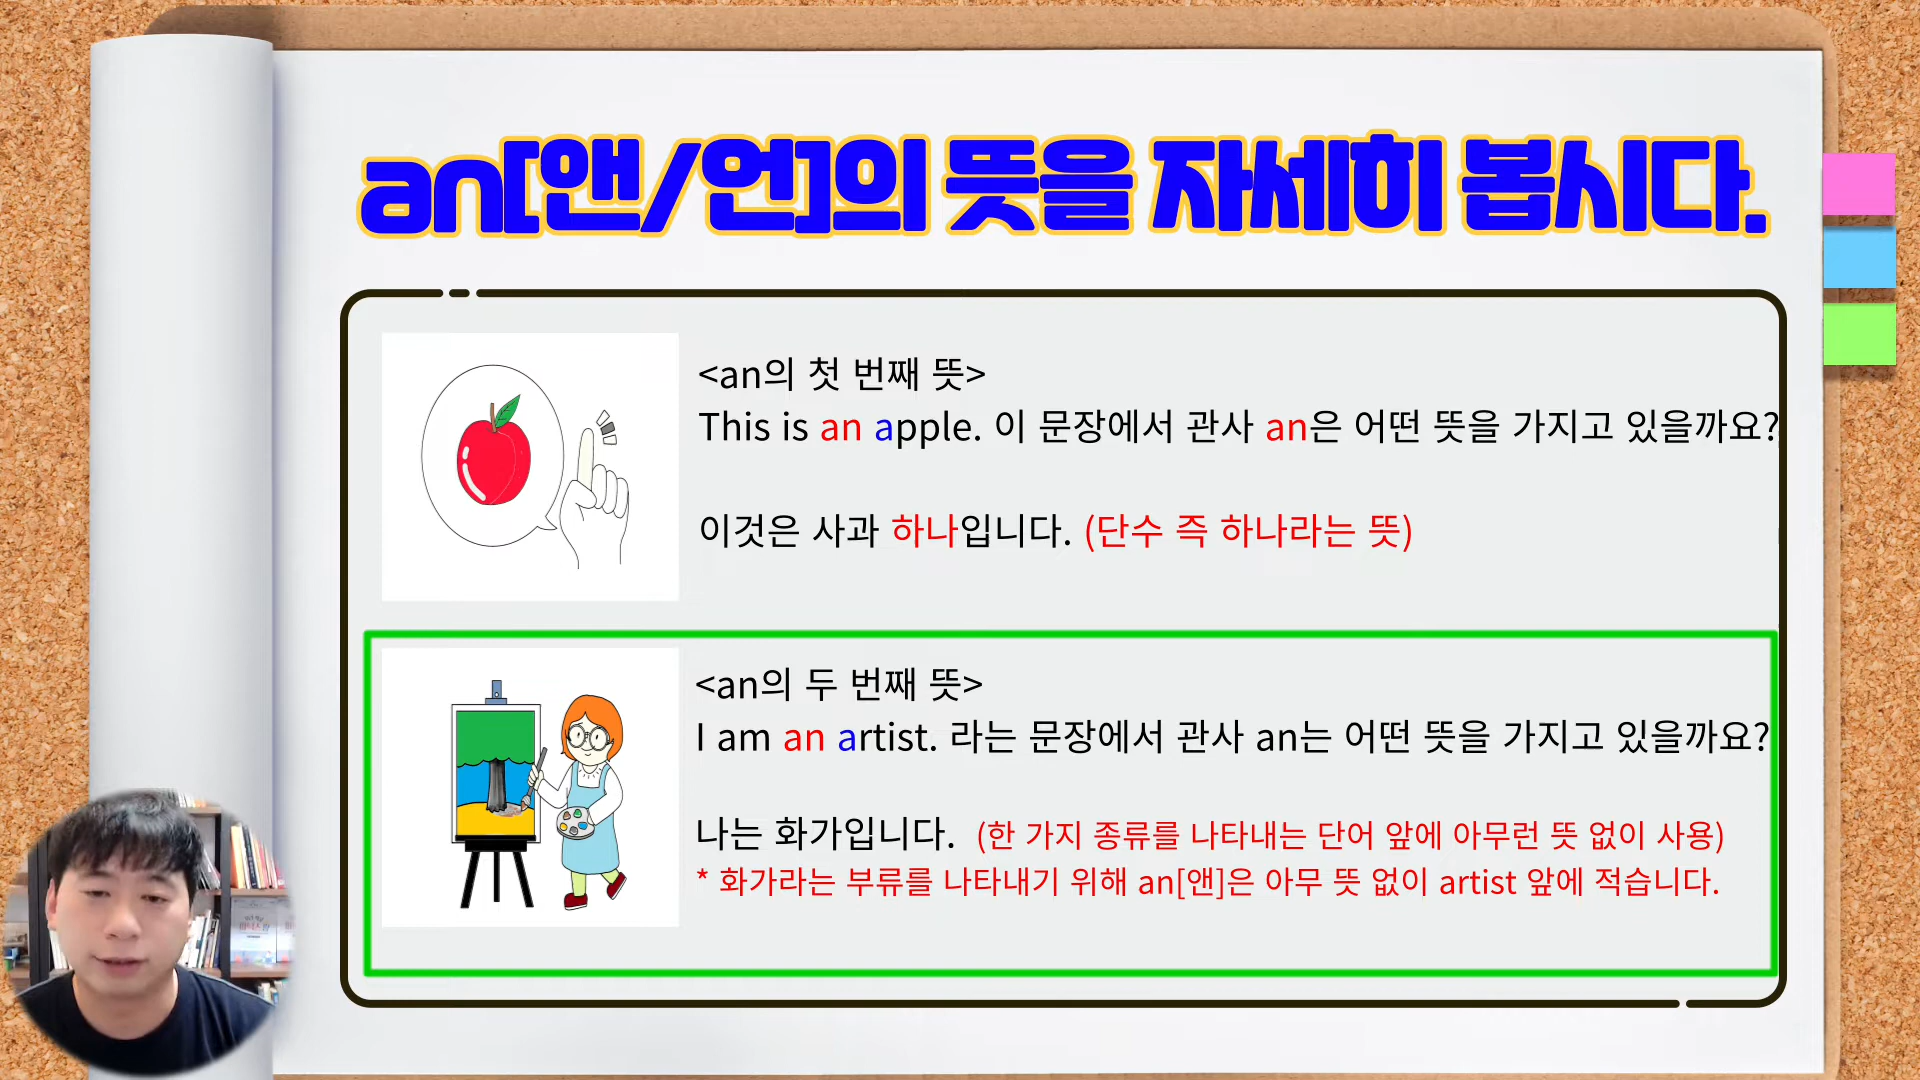 an[앤/언]의 뜻을 자세히 봅시다.
<an의 첫 번째 뜻>
This is an apple. 이 문장에서 관사 an은 어떤 뜻을 가지고 있을까요?
이것은 사과 하나입니다. (단수 즉 하나라는 뜻)
<an의 두 번째 뜻>
I am an artist. 라는 문장에서 관사 an는 어떤 뜻을 가지고 있을까요?
나는 화가입니다. (한 가지 종류를 나타내는 단어 앞에 아무런 뜻 없이 사용)
* 화가라는 부류를 나타내기 위해 an[앤]은 아무 뜻 없이 artist 앞에 적습니다.